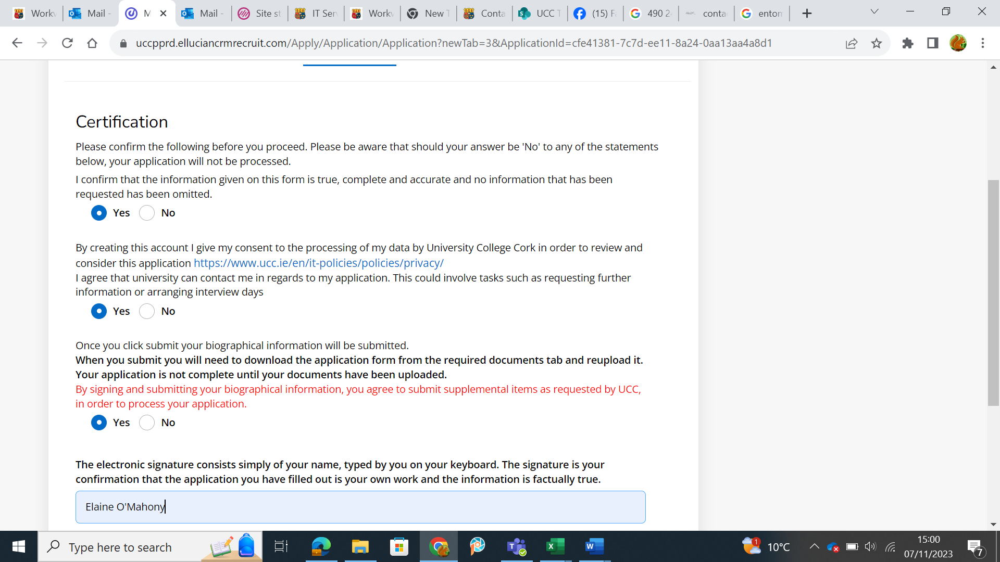 Workv
Mail -
M
Mail -
Site st
IT Ser
Workv
New T
Conta
UCC T
(15) Fa
490 2
conta
entom
uccpprd.elluciancrmrecruit.com/Apply/Application/Application?newTab=3&ApplicationId=cfe41381-7c7d-ee11-8a24-0aa13aa4a8d1
Certification
Please confirm the following before you proceed. Please be aware that should your answer be 'No' to any of the statements
below, your application will not be processed.
I confirm that the information given on this form is true, complete and accurate and no information that has been
requested has been omitted.
Yes No
By creating this account I give my consent to the processing of my data by University College Cork in order to review and
consider this application https://www.ucc.ie/en/it-policies/policies/privacy/
I agree that university can contact me in regards to my application. This could involve tasks such as requesting further
information or arranging interview days
Yes No
Once you click submit your biographical information will be submitted.
When you submit you will need to download the application form from the required documents tab and reupload it.
Your application is not complete until your documents have been uploaded.
By signing and submitting your biographical information, you agree to submit supplemental items as requested by UCC,
in order to process your application.
Yes No
The electronic signature consists simply of your name, typed by you on your keyboard. The signature is your
confirmation that the application you have filled out is your own work and the information is factually true.
Elaine O'Mahony
Type here to search
1
10°C
15:00
07/11/2023
7